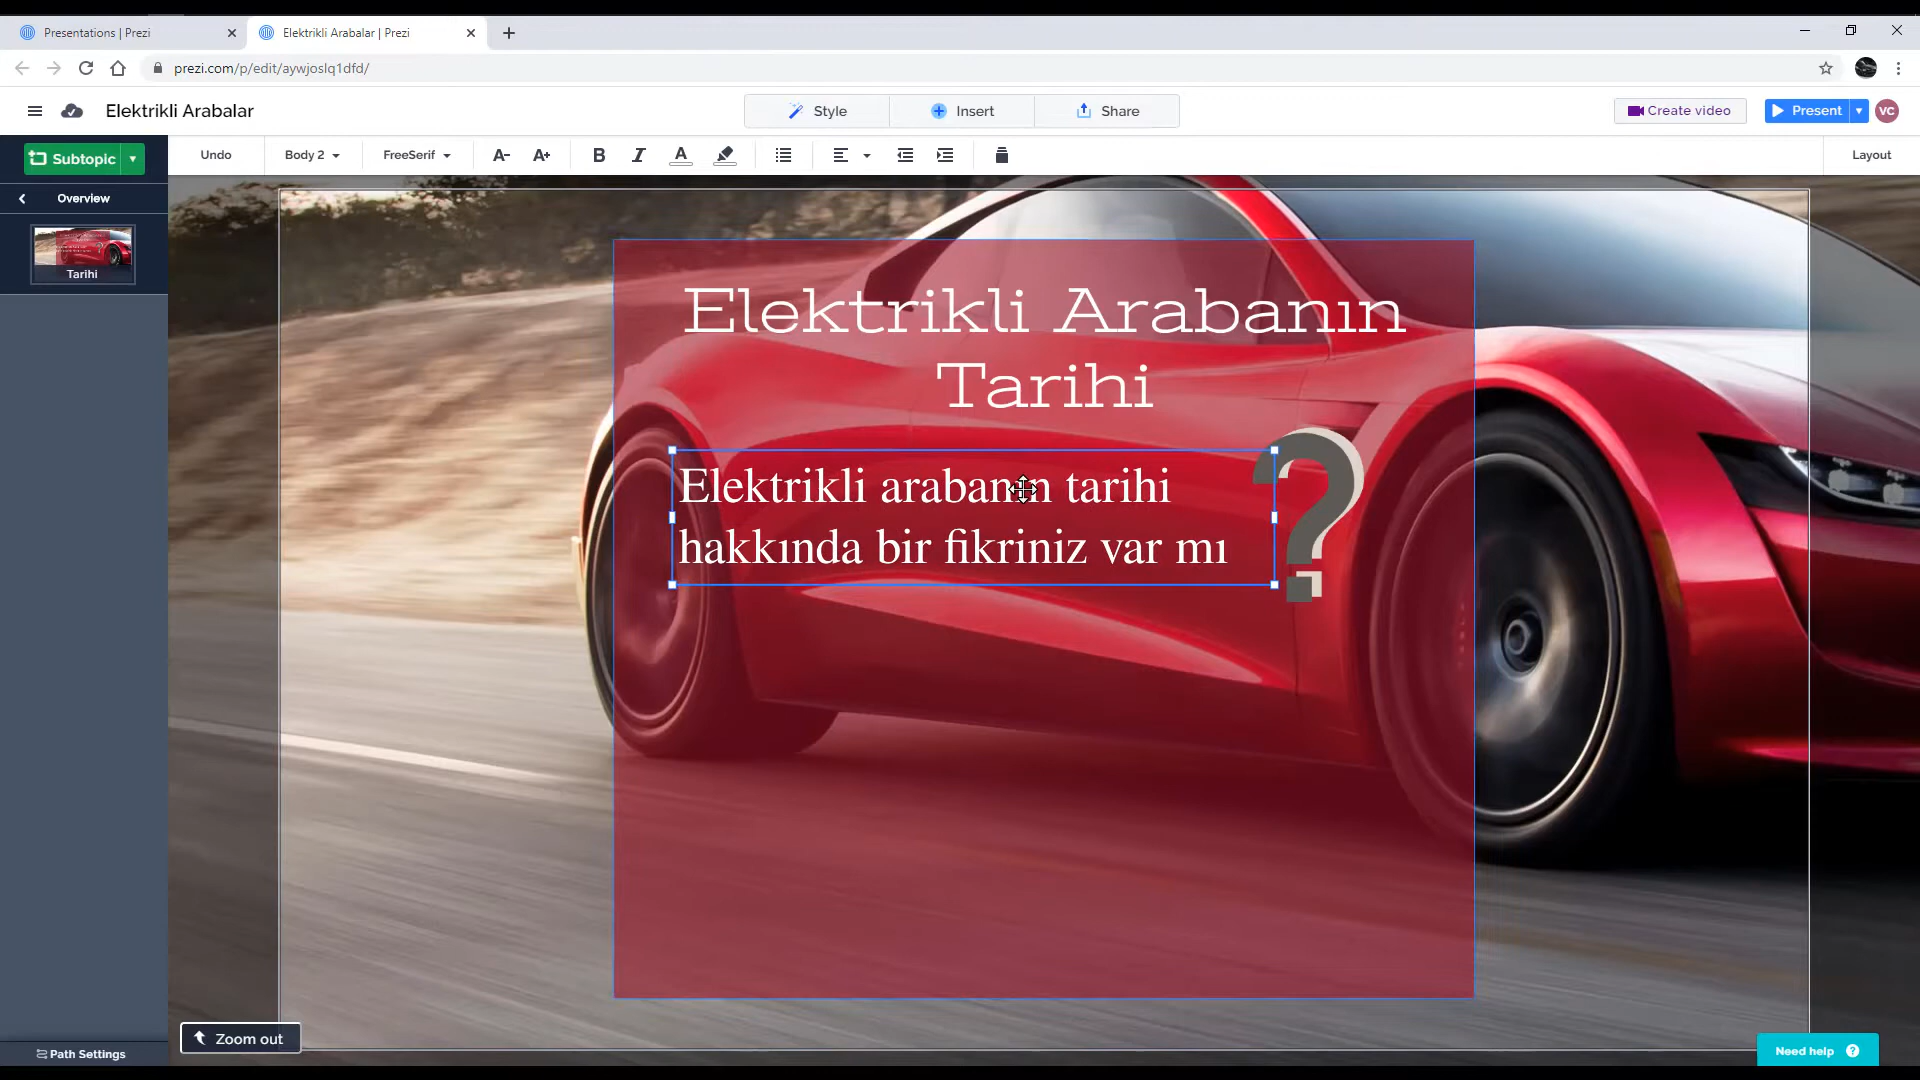 Presentations | Prezi
Elektrikli Arabalar | Prezi
prezi.com/p/edit/aywjoslq1dfd/
Elektrikli Arabalar
Style
Insert
Share
Create video
Present
VC
Subtopic
Undo
Body 2
FreeSerif
A-
A+
B
I
A
Layout
Overview
Tarihi
Elektrikli Arabanın
Tarihi
Elektrikli arabanın tarihi
hakkında bir fikriniz var mı
?
Zoom out
Path Settings
Need help ?